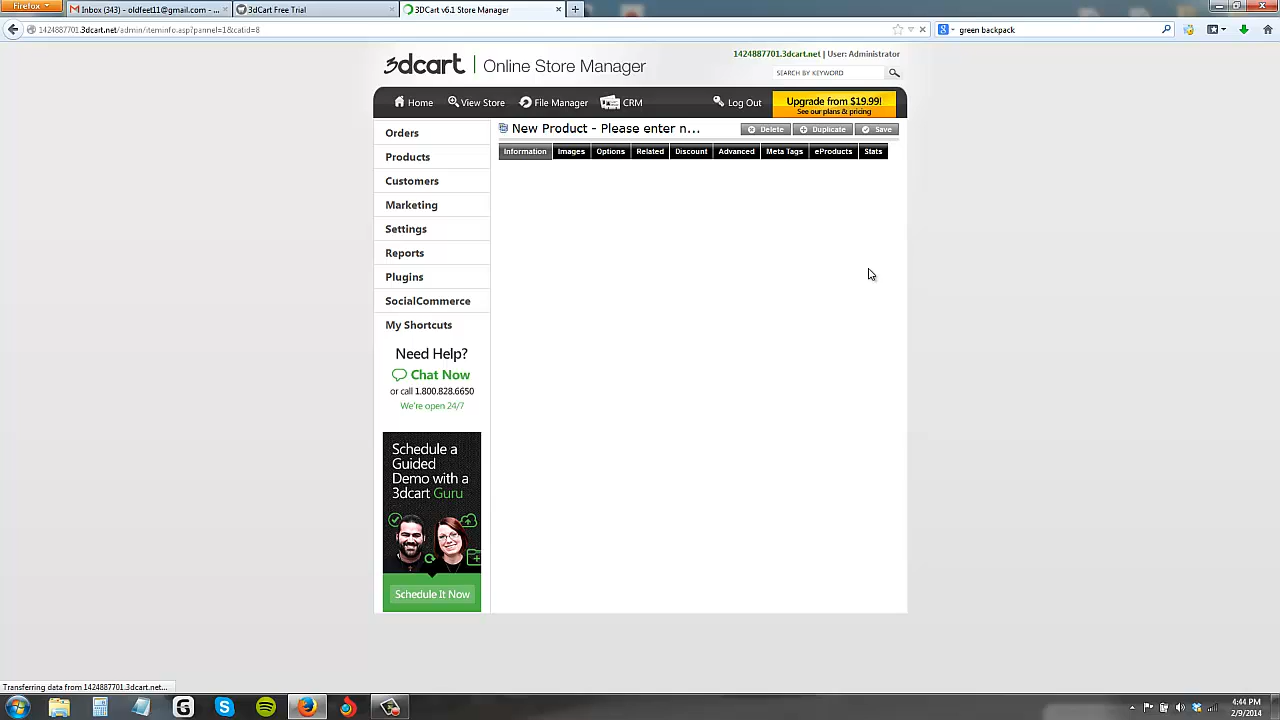 Firefox
Inbox (343) - oldfeet11@gmail.com - ...
3dCart Free Trial
3DCart v6.1 Store Manager
1424887701.3dcart.net/admin/iteminfo.asp?pannel=1&catid=8
green backpack
3dcart
Online Store Manager
1424887701.3dcart.net | User: Administrator
SEARCH BY KEYWORD
Home
View Store
File Manager
CRM
Log Out
Upgrade from $19.99!
See our plans & pricing
Orders
Products
Customers
Marketing
Settings
Reports
Plugins
SocialCommerce
My Shortcuts
New Product - Please enter n...
Delete
Duplicate
Save
Information
Images
Options
Related
Discount
Advanced
Meta Tags
eProducts
Stats
Need Help?
Chat Now
or call 1.800.828.6650
We're open 24/7
Schedule a
Guided
Demo with a
3dcart Guru
Schedule It Now
Transferring data from 1424887701.3dcart.net...
4:44 PM
2/9/2014